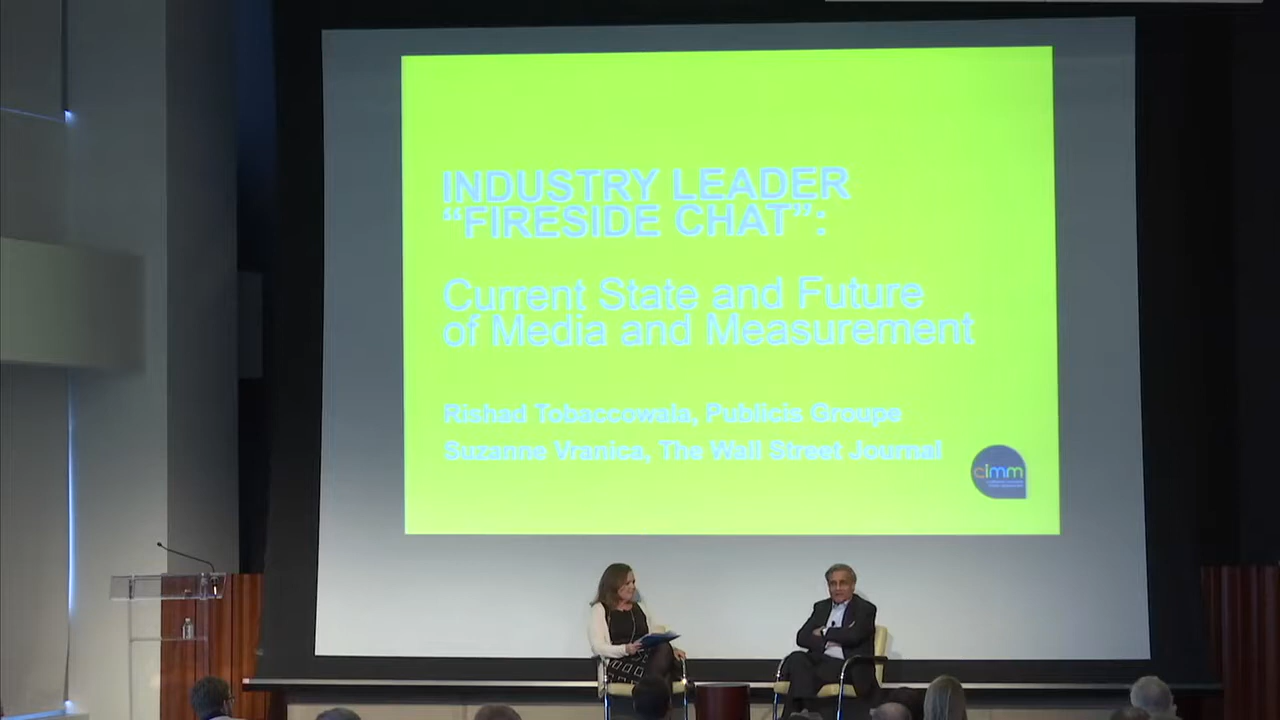 INDUSTRY LEADER
“FIRESIDE CHAT”:
Current State and Future
of Media and Measurement
Rishad Tobaccowala, Publicis Groupe
Suzanne Vranica, The Wall Street Journal
cimm